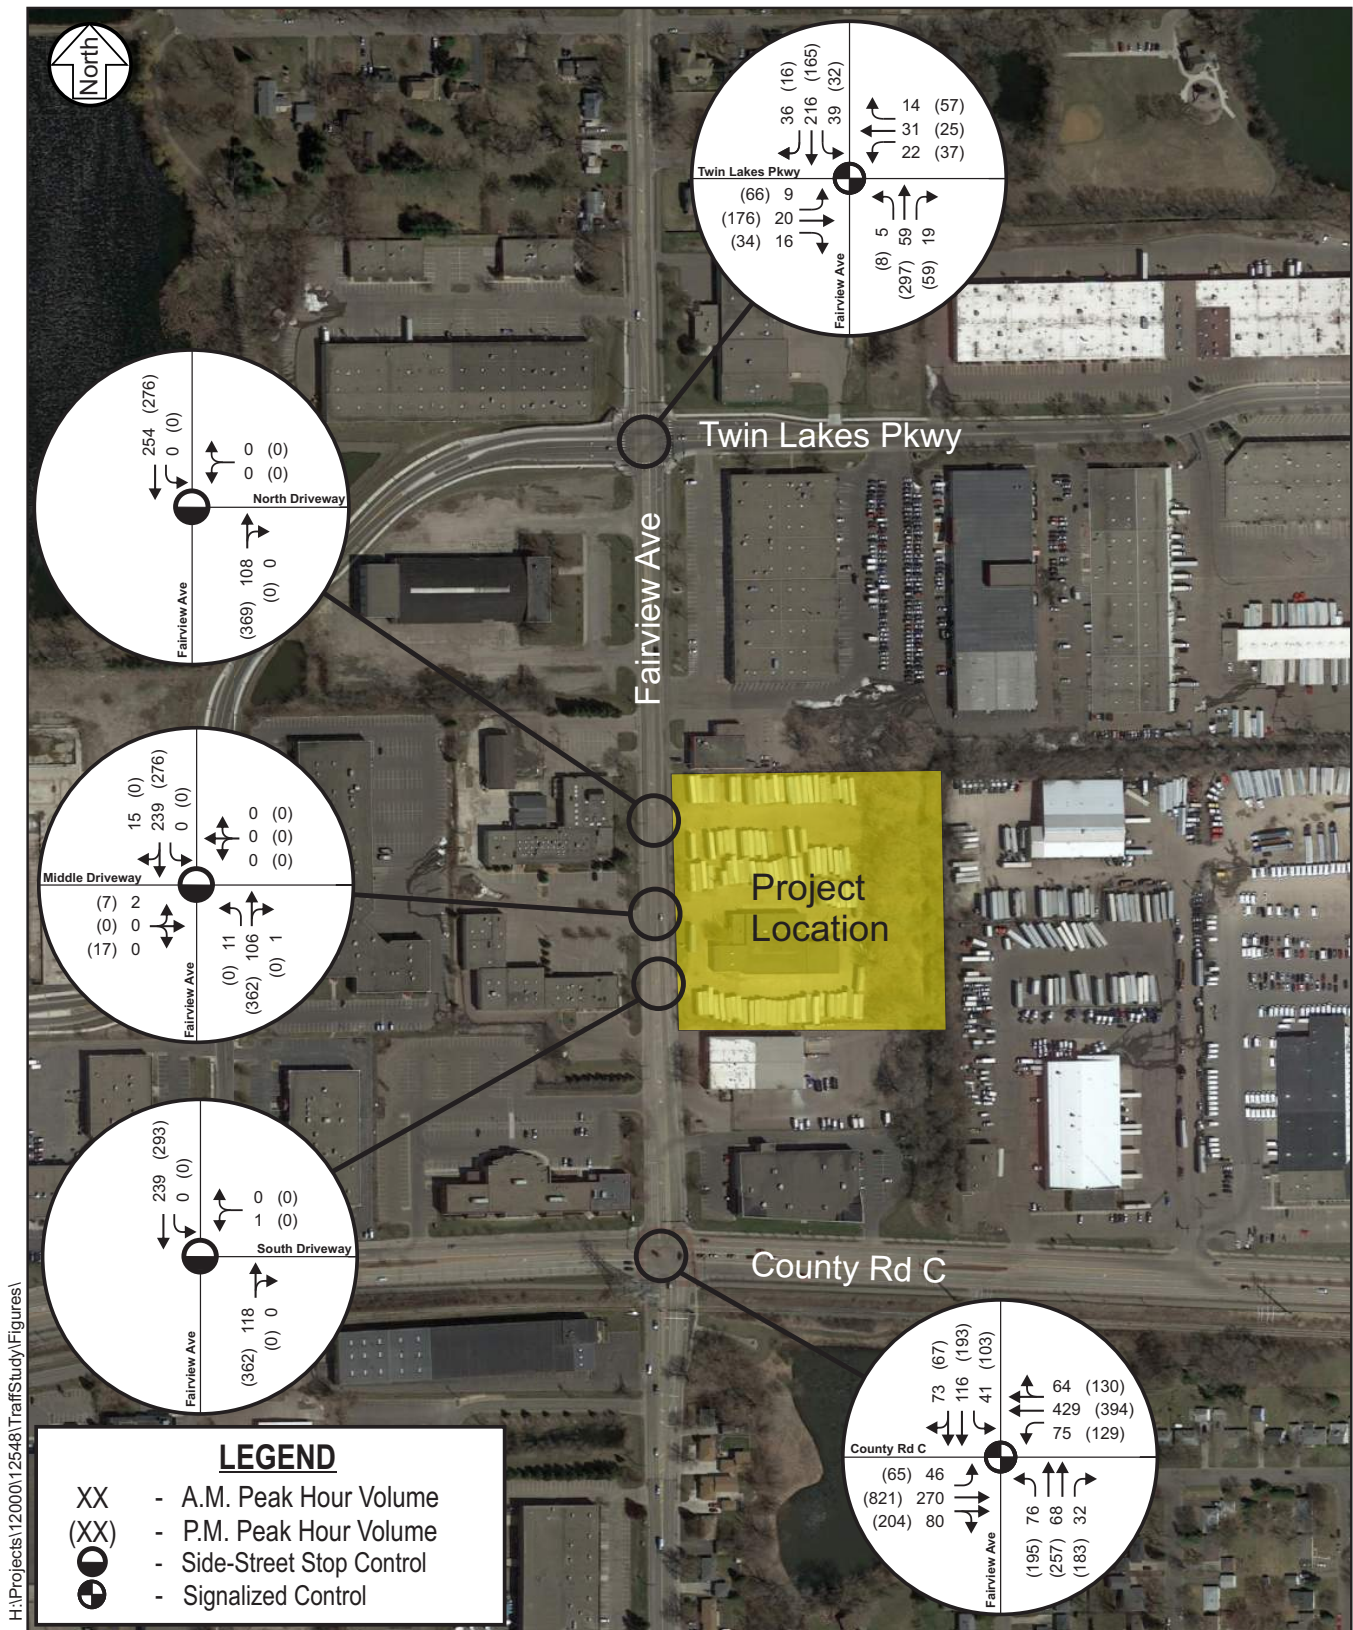 North
36 (16)
216 (165)
39 (32)
14 (57)
31 (25)
22 (37)
Twin Lakes Pkwy
(66) 9
(176) 20
(34) 16
Fairview Ave
(8) 5
(297) 59
(59) 19
254 (276)
0 (0)
0 (0)
0 (0)
North Driveway
Fairview Ave
(369) 108
(0) 0
Twin Lakes Pkwy
Fairview Ave
15 (0)
239 (276)
0 (0)
0 (0)
0 (0)
0 (0)
Middle Driveway
(7) 2
(0) 0
(17) 0
Fairview Ave
(0) 11
(362) 106
(0) 1
Project
Location
239 (293)
0 (0)
0 (0)
1 (0)
South Driveway
Fairview Ave
(362) 118
(0) 0
County Rd C
73 (67)
116 (193)
41 (103)
64 (130)
429 (394)
75 (129)
County Rd C
(65) 46
(821) 270
(204) 80
Fairview Ave
(195) 76
(257) 68
(183) 32
LEGEND
XX - A.M. Peak Hour Volume
(XX) - P.M. Peak Hour Volume
- Side-Street Stop Control
- Signalized Control
H:\Projects\12000\12548\TraffStudy\Figures\